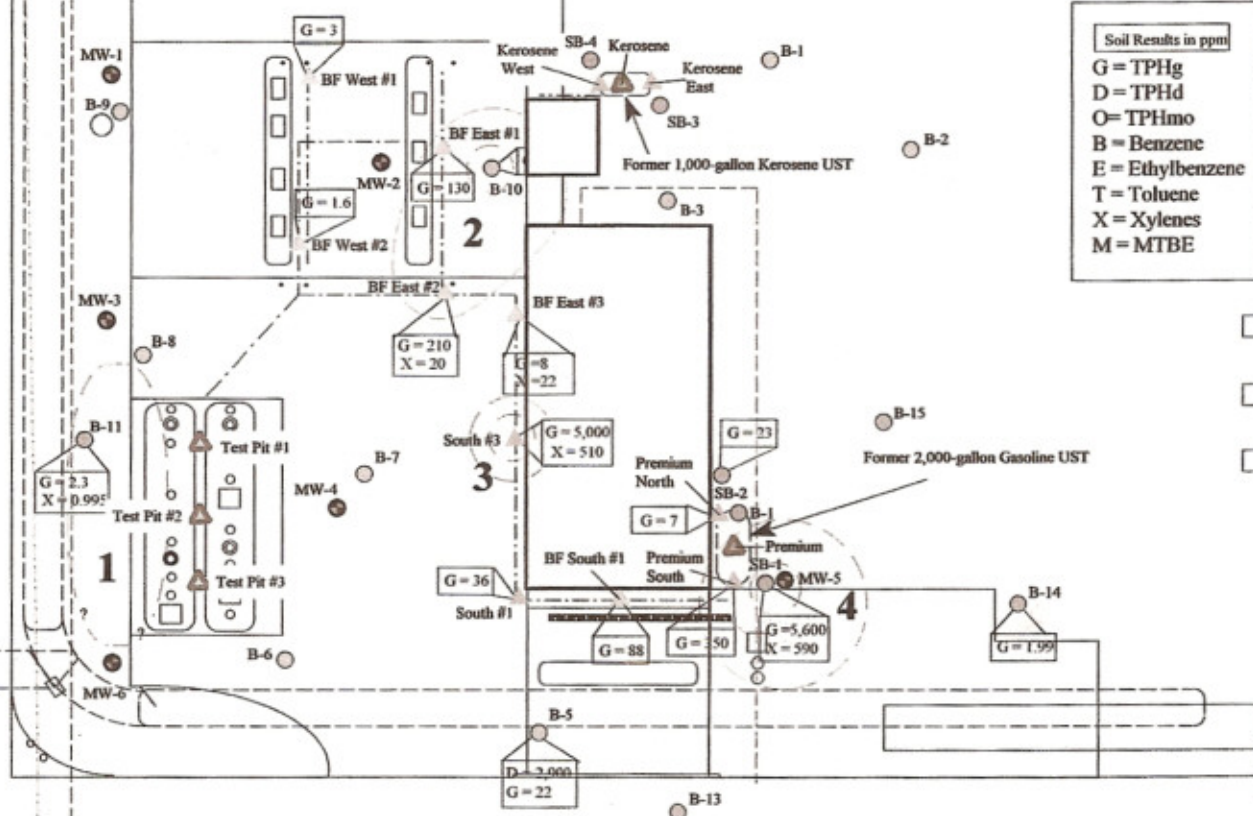 G = 3
MW-1
BF West #1
B-9
BF East #1
MW-2
G = 130
B-10
G = 1.6
2
BF West #2
Kerosene
West
SB-4
Kerosene
Kerosene
East
B-1
SB-3
B-2
Former 1,000-gallon Kerosene UST
B-3
Soil Results in ppm
G = TPHg
D = TPHd
O= TPHmo
B = Benzene
E = Ethylbenzene
T = Toluene
X = Xylenes
M = MTBE
MW-3
B-8
BF East #2
BF East #3
G = 210
X = 20
G =8
X =22
B-11
G = 2.3
X = 0.995
Test Pit #1
Test Pit #2
Test Pit #3
1
?
?
B-7
MW-4
South #3
G = 5,000
X = 510
3
G = 23
B-15
Former 2,000-gallon Gasoline UST
Premium
North
SB-2
G = 7
B-1
Premium
BF South #1
Premium
South
SB-1
MW-5
4
G = 36
South #1
G = 88
G = 350
G =5,600
X = 590
B-14
G = 1.99
B-6
MW-6
B-5
D = 2,900
G = 22
B-13